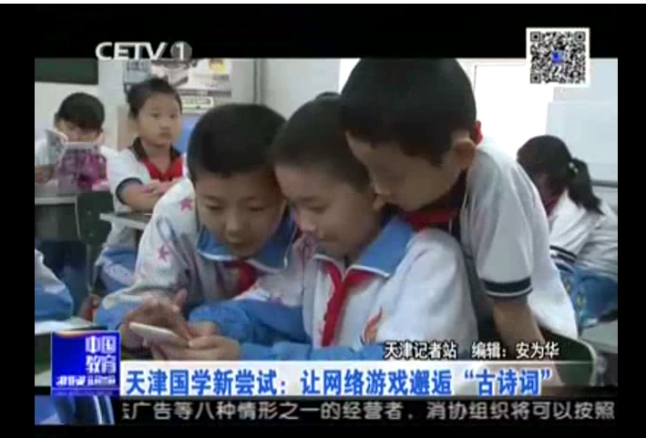 CETV 1
天津记者站 编辑：安为华
中国
教育
天津国学新尝试：让网络游戏邂逅“古诗词”
法广告等八种情形之一的经营者，消协组织将可以按照